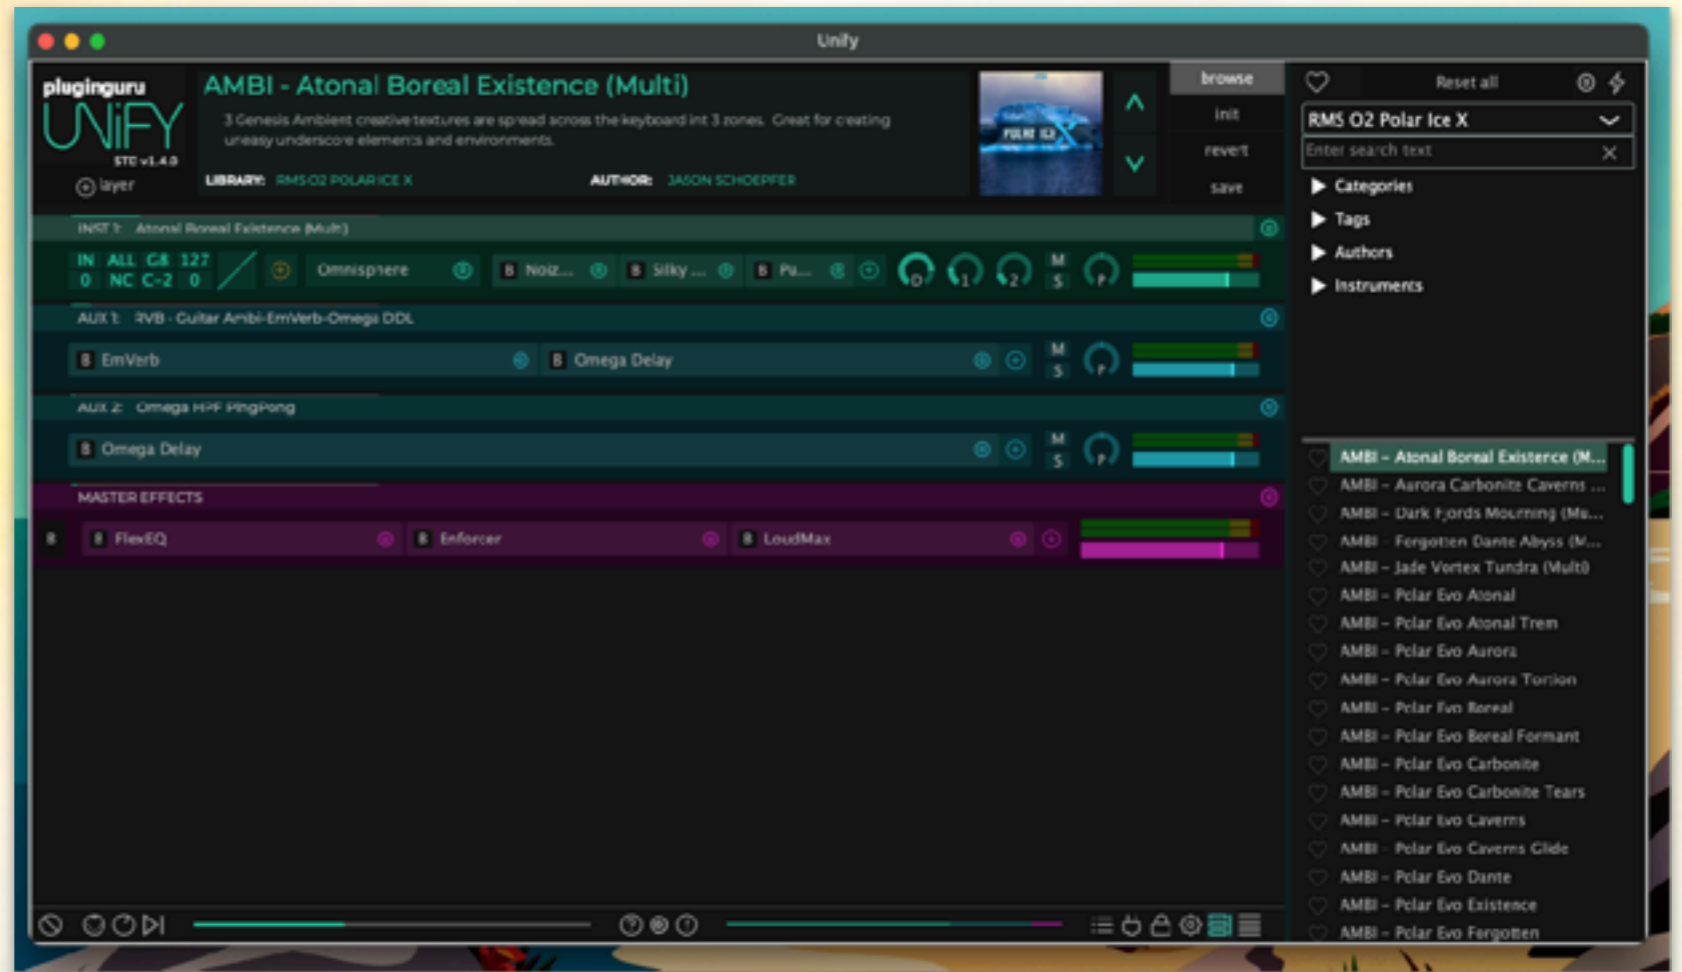 Unify
pluginguru
UNiFY
STC v1.4.0
layer
AMBI - Atonal Boreal Existence (Multi)
3 Genesis Ambient creative textures are spread across the keyboard int 3 zones. Great for creating
uneasy underscore elements and environments.
LIBRARY: RMS O2 POLAR ICE X
AUTHOR: JASON SCHOEPFER
POLAR ICE X
browse
init
revert
save
INST 1: Atonal Boreal Existence (Multi)
IN ALL G8 127
0 NC C-2 0
Omnisphere
B Noiz...
B Silky ...
B Pu...
0 1 2
M
S
P
AUX 1: RVB - Guitar Ambi-EmVerb-Omega DDL
B EmVerb
B Omega Delay
M
S
P
AUX 2: Omega HPF PingPong
B Omega Delay
M
S
P
MASTER EFFECTS
B
B FlexEQ
B Enforcer
B LoudMax
Reset all
RMS O2 Polar Ice X
Enter search text
Categories
Tags
Authors
Instruments
AMBI – Atonal Boreal Existence (M...
AMBI – Aurora Carbonite Caverns ...
AMBI – Dark Fjords Mourning (Mu...
AMBI – Forgotten Dante Abyss (M...
AMBI – Jade Vortex Tundra (Multi)
AMBI – Polar Evo Atonal
AMBI – Polar Evo Atonal Trem
AMBI – Polar Evo Aurora
AMBI – Polar Evo Aurora Torsion
AMBI – Polar Evo Boreal
AMBI – Polar Evo Boreal Formant
AMBI – Polar Evo Carbonite
AMBI – Polar Evo Carbonite Tears
AMBI – Polar Evo Caverns
AMBI – Polar Evo Caverns Glide
AMBI – Polar Evo Dante
AMBI – Polar Evo Existence
AMBI – Polar Evo Forgotten